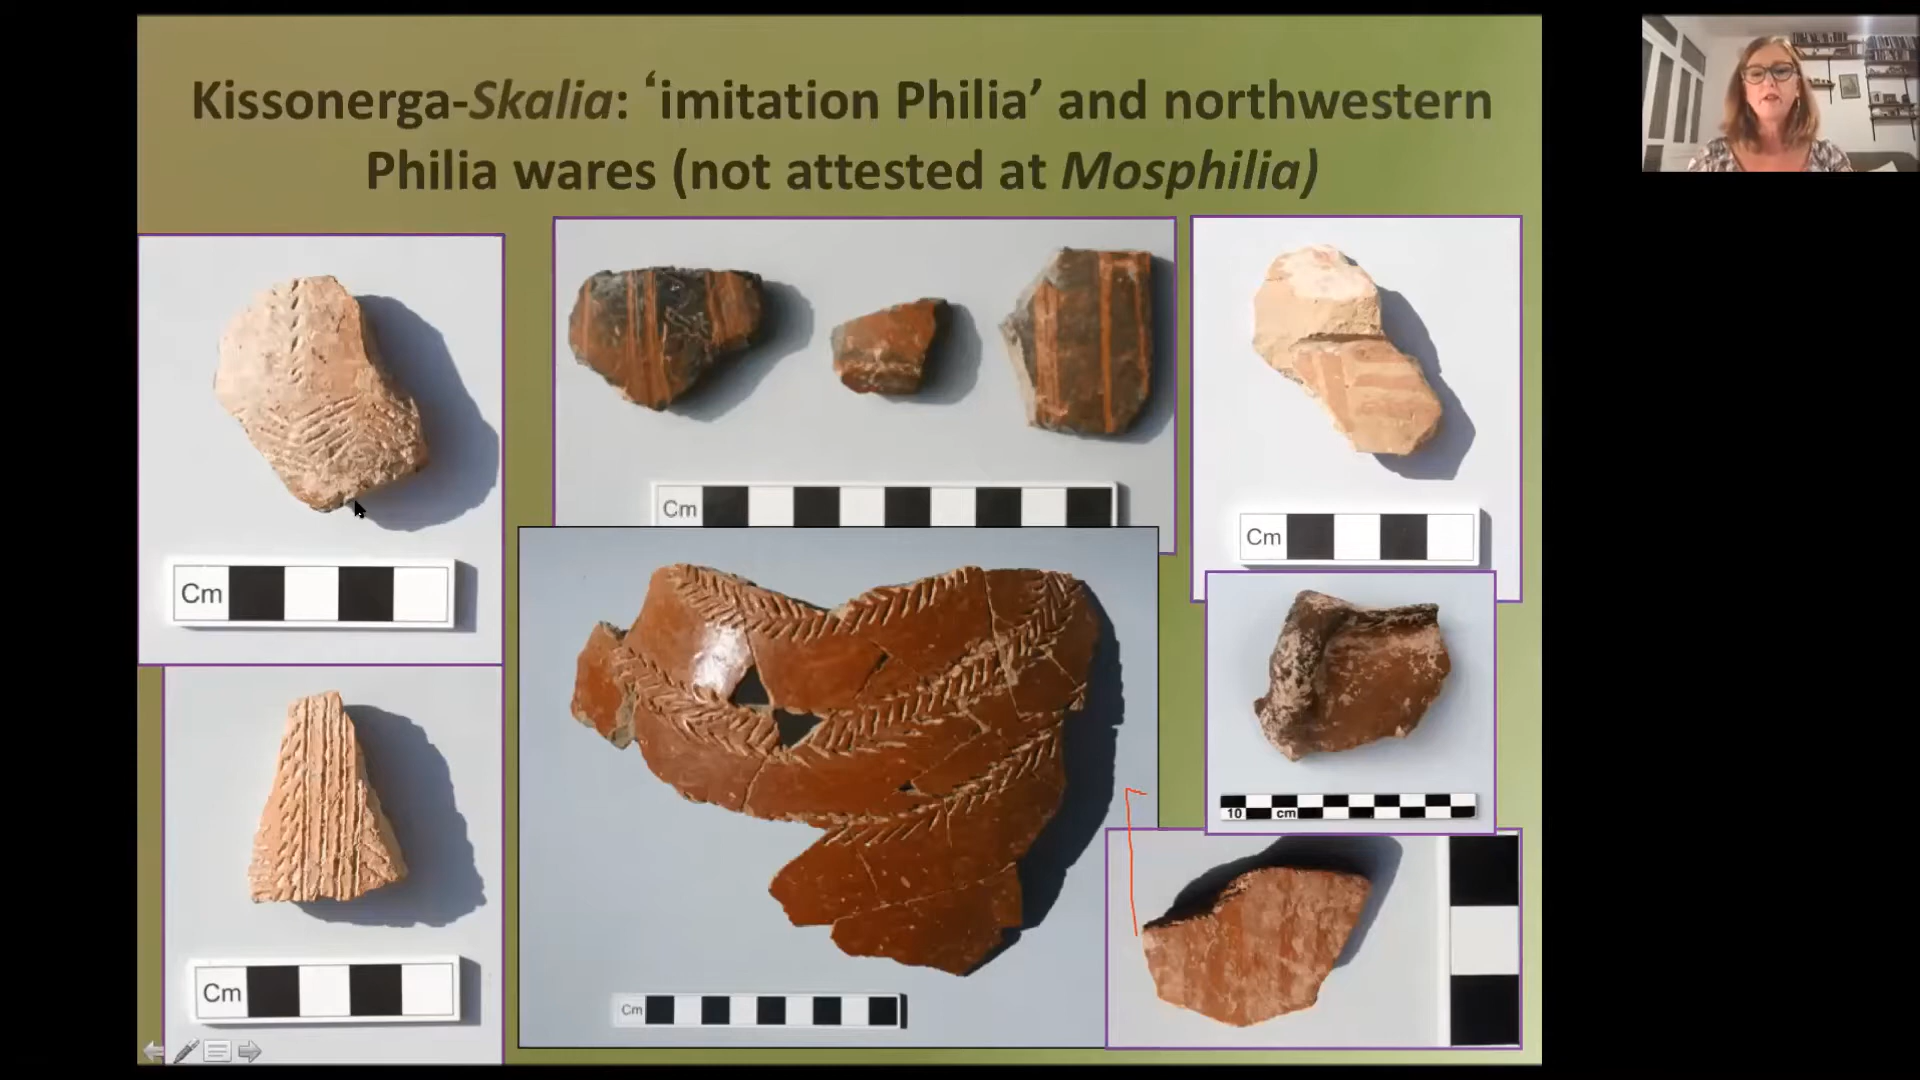 Kissonerga-Skalia: ‘imitation Philia’ and northwestern
Philia wares (not attested at Mosphilia)
Cm
Cm
Cm
10 cm
Cm
Cm